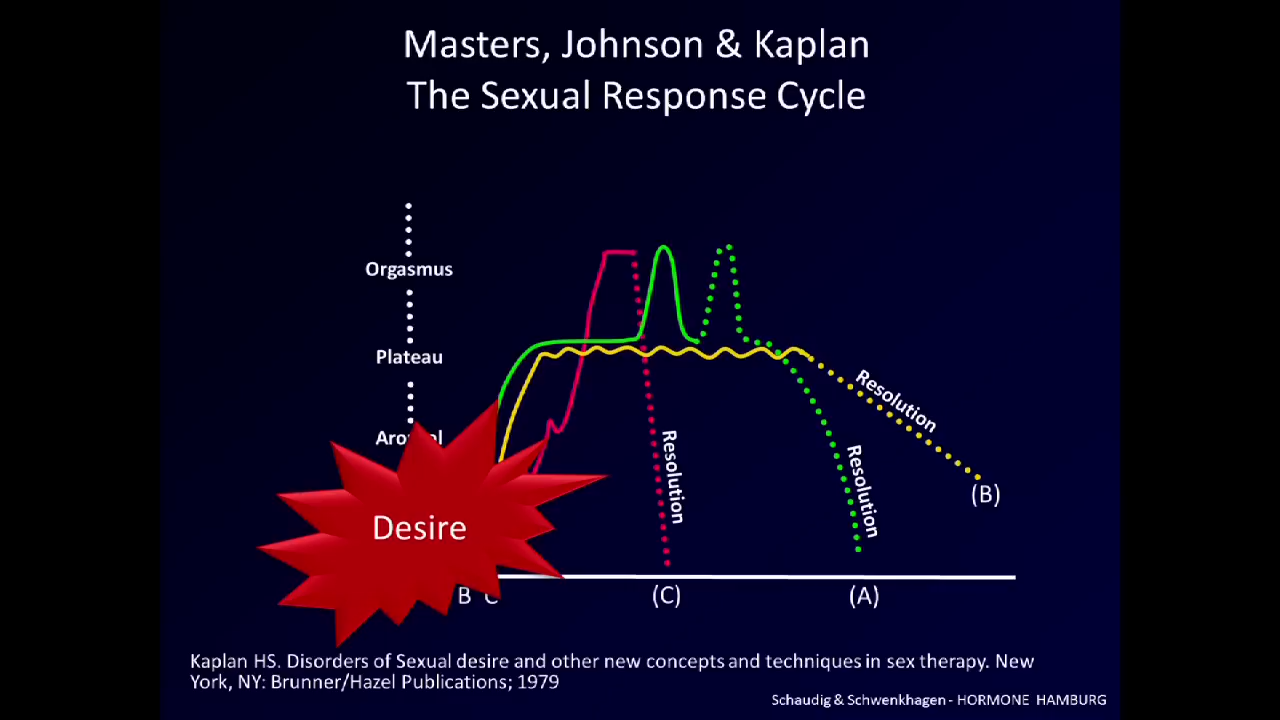 Masters, Johnson & Kaplan
The Sexual Response Cycle
Orgasmus
Plateau
Resolution
Resolution
Resolution
Desire
(B)
B
(C)
(A)
Kaplan HS. Disorders of Sexual desire and other new concepts and techniques in sex therapy. New
York, NY: Brunner/Hazel Publications; 1979
Schaudig & Schwenkhagen - HORMONE HAMBURG